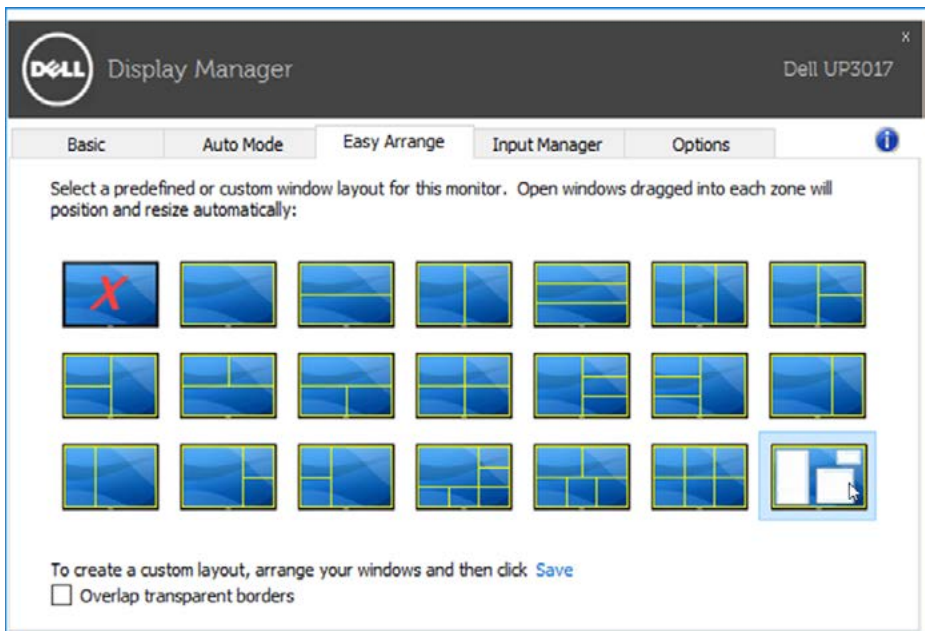 x
DELL Display Manager Dell UP3017
Basic Auto Mode Easy Arrange Input Manager Options i
Select a predefined or custom window layout for this monitor. Open windows dragged into each zone will
position and resize automatically:
X
To create a custom layout, arrange your windows and then click Save
Overlap transparent borders